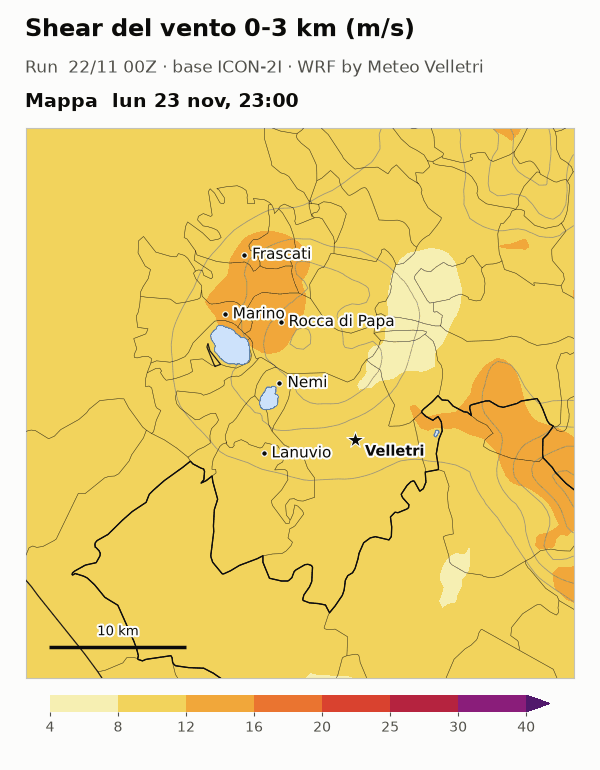 Shear del vento 0-3 km (m/s)
Run  22/11 00Z · base ICON-2I · WRF by Meteo Velletri
Mappa  lun 23 nov, 23:00
Frascati
Marino
Rocca di Papa
Nemi
Velletri
Lanuvio
10 km
4 8 12 16 20 25 30 40